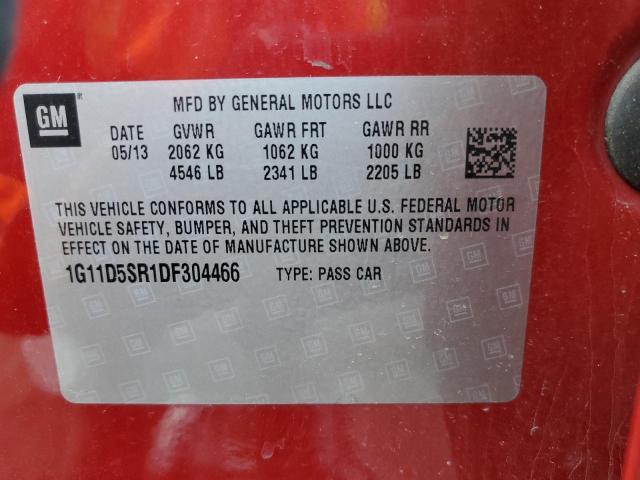 GM
MFD BY GENERAL MOTORS LLC
DATE GVWR GAWR FRT GAWR RR
05/13 2062 KG 1062 KG 1000 KG
4546 LB 2341 LB 2205 LB
THIS VEHICLE CONFORMS TO ALL APPLICABLE U.S. FEDERAL MOTOR
VEHICLE SAFETY, BUMPER, AND THEFT PREVENTION STANDARDS IN
EFFECT ON THE DATE OF MANUFACTURE SHOWN ABOVE.
1G11D5SR1DF304466 TYPE: PASS CAR